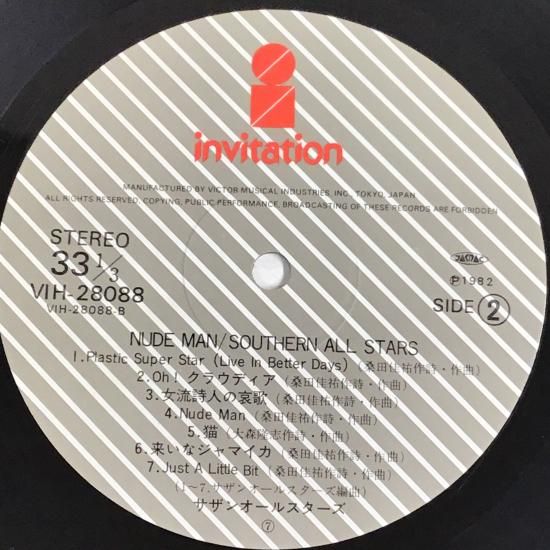 invitation
MANUFACTURED BY VICTOR MUSICAL INDUSTRIES, INC., TOKYO, JAPAN
ALL RIGHTS RESERVED, COPYING, PUBLIC PERFORMANCE, BROADCASTING OF THESE RECORDS ARE FORBIDDEN
STEREO
33 1/3
VIH-28088
VIH-28088-B
JASRAC
Ⓟ1982
SIDE ②
NUDE MAN/SOUTHERN ALL STARS
1.Plastic Super Star (Live In Better Days) (桑田佳祐作詩・作曲)
2.Oh! クラウディア (桑田佳祐作詩・作曲)
3.女流詩人の哀歌 (桑田佳祐作詩・作曲)
4.Nude Man (桑田佳祐作詩・作曲)
5.猫 (大森隆志作詩・作曲)
6.来いなジャマイカ (桑田佳祐作詩・作曲)
7.Just A Little Bit (桑田佳祐作詩・作曲)
(1〜7.サザンオールスターズ編曲)
サザンオールスターズ
⑦